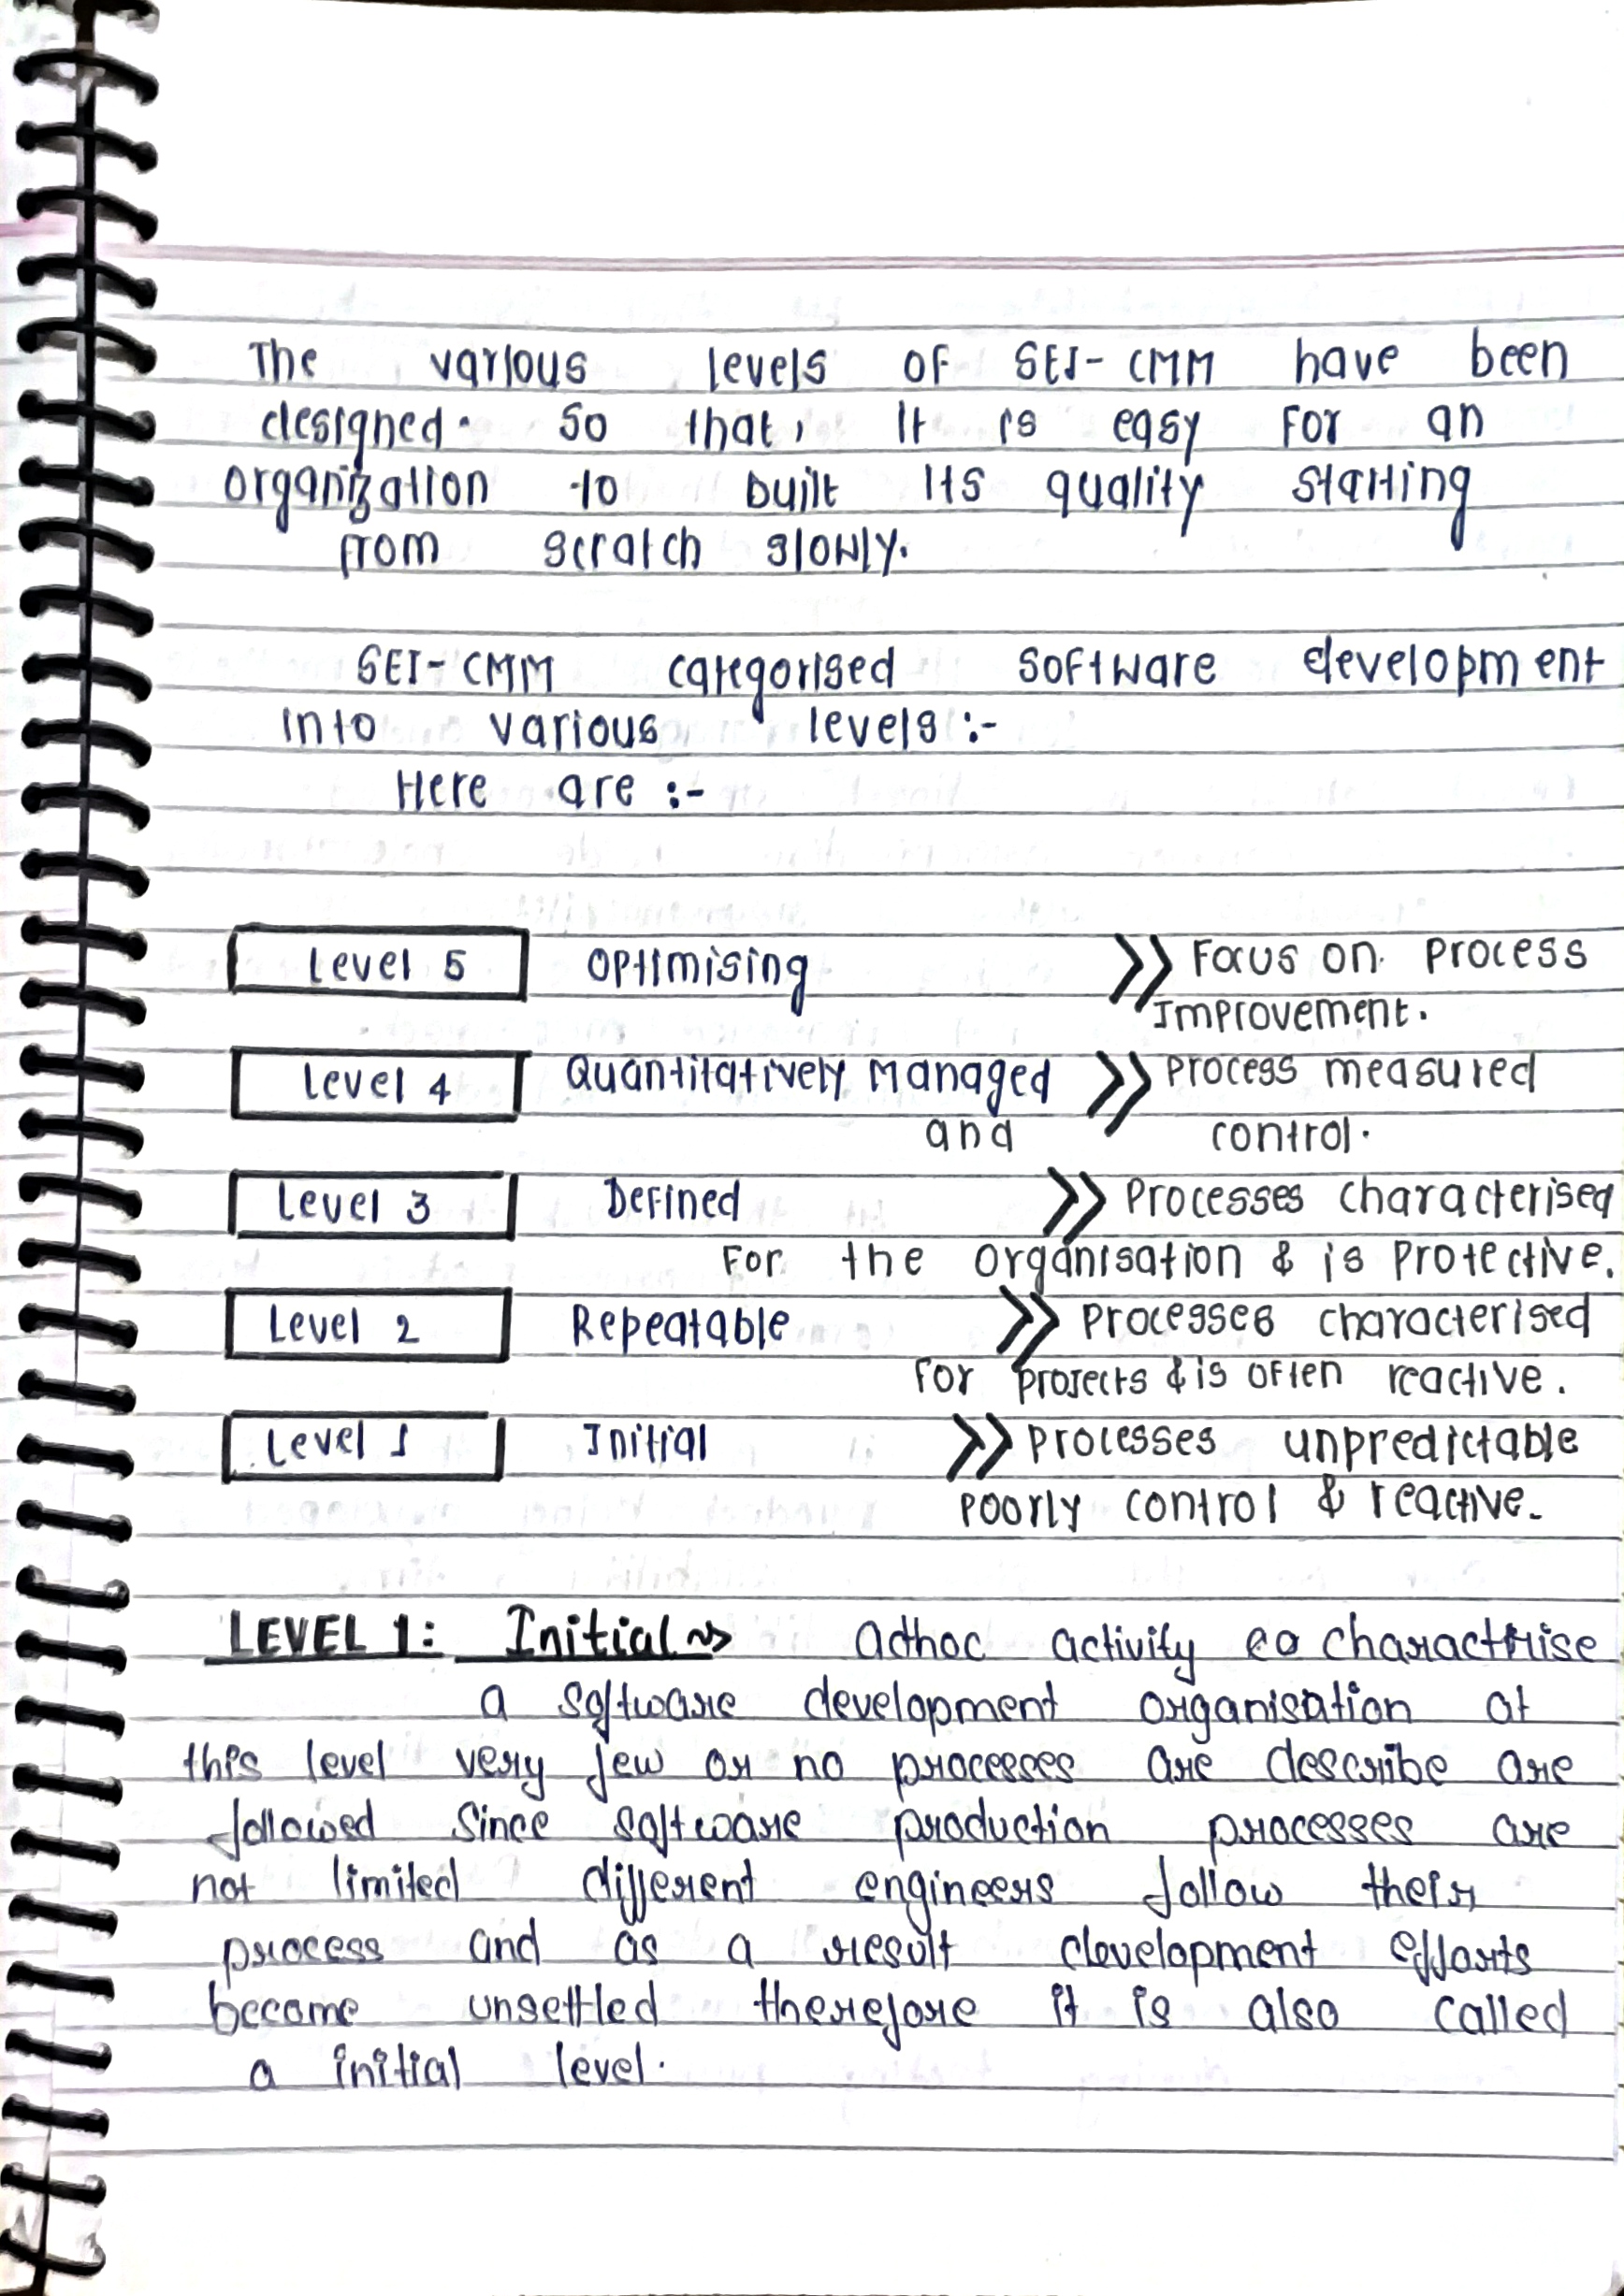 The various levels of SEI- CMM have been
designed. So that, It is easy for an
organization to built its quality starting
from scratch slowly.
SEI-CMM categorised software development
into various levels :-
Here are :-
Level 5 Optimising >> Focus on Process
Improvement.
Level 4 Quantitatively Managed >> Process measured
and control.
Level 3 Defined >> Processes characterised
For the organisation & is protective.
Level 2 Repeatable >> Processes characterised
for projects & is often reactive.
Level 1 Initial >> Processes unpredictable
poorly control & reactive.
LEVEL 1: Initial ~> adhoc activity characthise
a software development organisation at
this level very few or no processes are describe are
followed since software production processes are
not limited different engineers follow their
process and as a result development efforts
become unsettled therefore it is also called
a initial level.